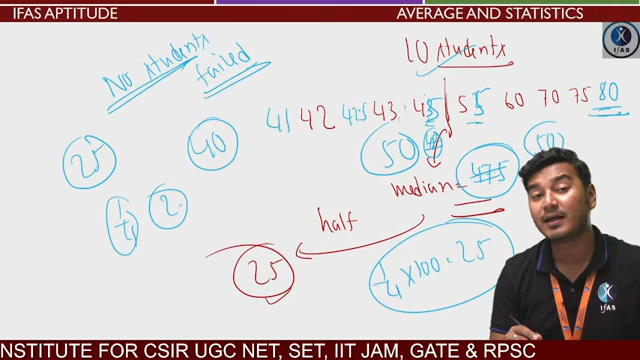 IFAS APTITUDE
AVERAGE AND STATISTICS
iFAS
No students
failed
10 students
41 42 42.5 43 45 55 60 70 75 80
25
40
50
50
2
median = 47.5
half
25
1/4 × 100 = 25
iFAS
NSTITUTE FOR CSIR UGC NET, SET, IIT JAM, GATE & RPSC